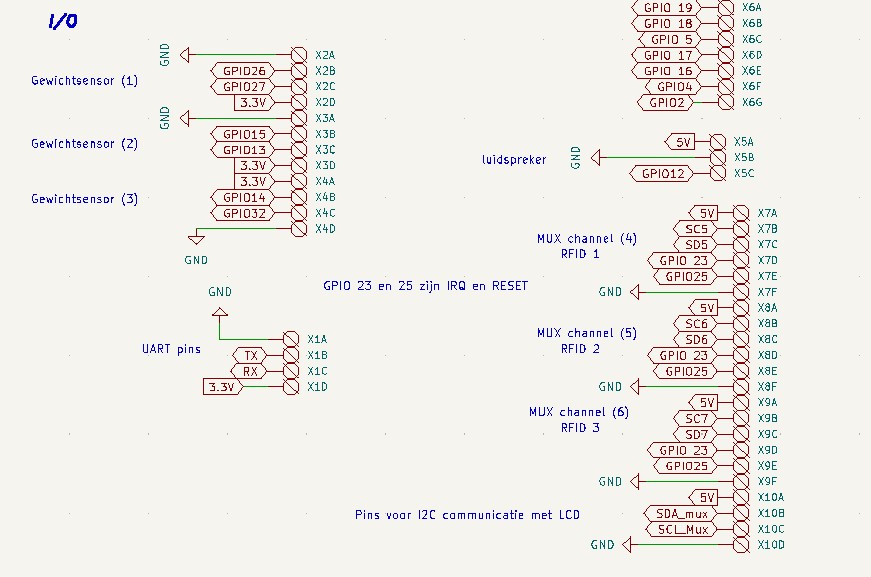 I/O
GPIO 19 X6A
GPIO 18 X6B
GPIO 5 X6C
GPIO 17 X6D
GPIO 16 X6E
GPIO4 X6F
GPIO2 X6G
GND X2A
Gewichtsensor (1)
GPIO26 X2B
GPIO27 X2C
3.3V X2D
GND X3A
Gewichtsensor (2)
GPIO15 X3B
GPIO13 X3C
3.3V X3D
3.3V X4A
Gewichtsensor (3)
GPIO14 X4B
GPIO32 X4C
X4D
GND
luidspreker
5V X5A
GND X5B
GPIO12 X5C
GPIO 23 en 25 zijn IRQ en RESET
GND
X1A
UART pins
TX X1B
RX X1C
3.3V X1D
MUX channel (4)
RFID 1
5V X7A
SC5 X7B
SD5 X7C
GPIO 23 X7D
GPIO25 X7E
GND X7F
MUX channel (5)
RFID 2
5V X8A
SC6 X8B
SD6 X8C
GPIO 23 X8D
GPIO25 X8E
GND X8F
MUX channel (6)
RFID 3
5V X9A
SC7 X9B
SD7 X9C
GPIO 23 X9D
GPIO25 X9E
GND X9F
Pins voor I2C communicatie met LCD
5V X10A
SDA_mux X10B
SCL_Mux X10C
GND X10D